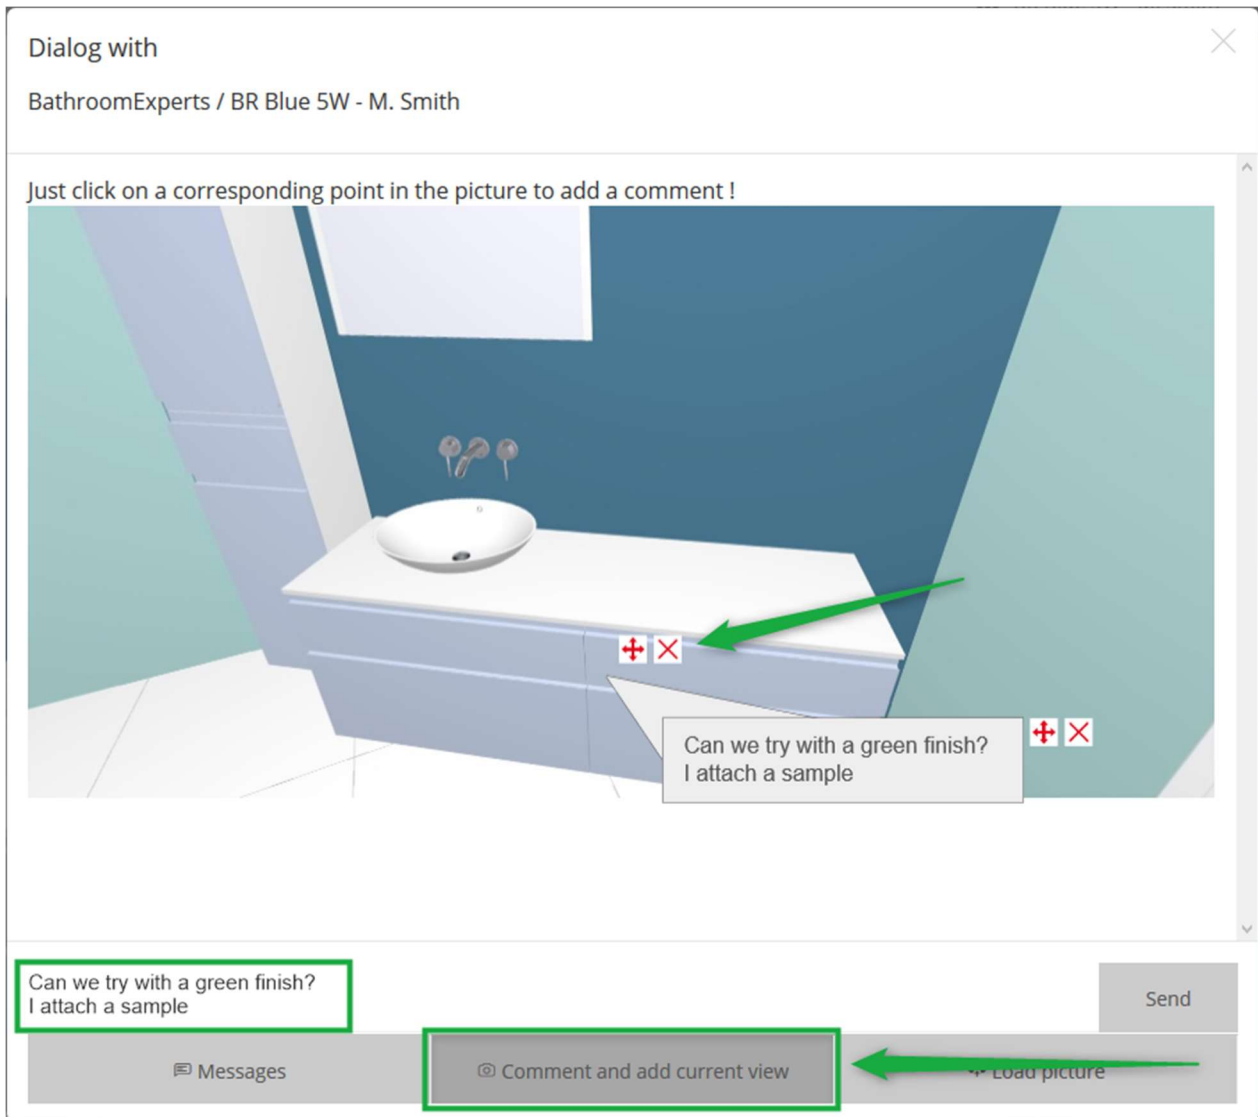 Dialog with
BathroomExperts / BR Blue 5W - M. Smith
Just click on a corresponding point in the picture to add a comment !
Can we try with a green finish?
I attach a sample
Can we try with a green finish?
I attach a sample
Send
Messages
Comment and add current view
Load picture